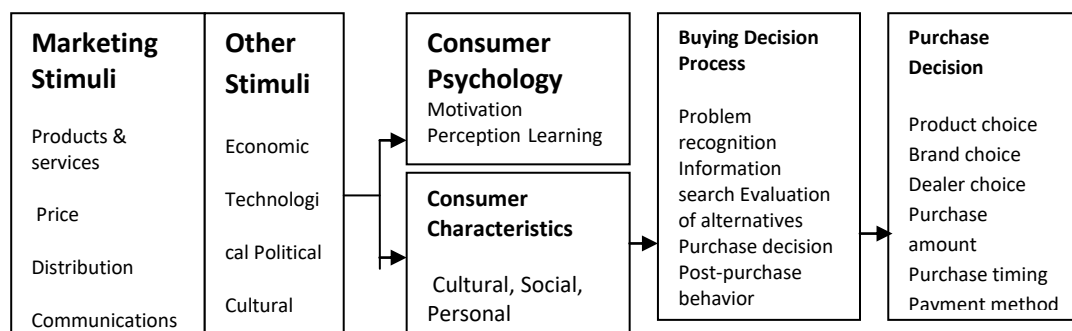 Marketing
Stimuli
Products &
services
Price
Distribution
Communications
Other
Stimuli
Economic
Technologi
cal Political
Cultural
Consumer
Psychology
Motivation
Perception Learning
Consumer
Characteristics
Cultural, Social,
Personal
Buying Decision
Process
Problem
recognition
Information
search Evaluation
of alternatives
Purchase decision
Post-purchase
behavior
Purchase
Decision
Product choice
Brand choice
Dealer choice
Purchase
amount
Purchase timing
Payment method